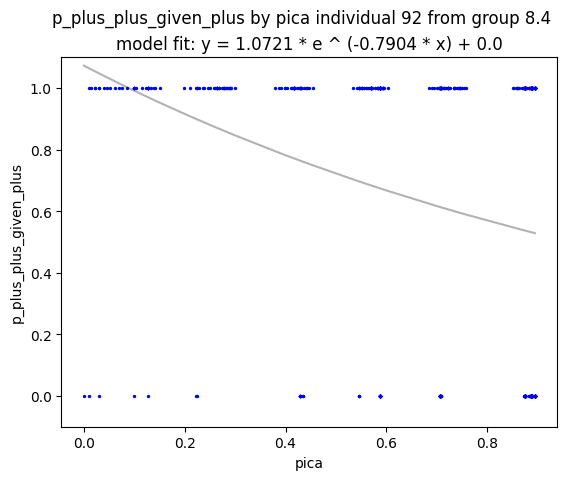 p_plus_plus_given_plus by pica individual 92 from group 8.4
model fit: y = 1.0721 * e ^ (-0.7904 * x) + 0.0
1.0
0.8
0.6
0.4
0.2
0.0
p_plus_plus_given_plus
0.0 0.2 0.4 0.6 0.8
pica